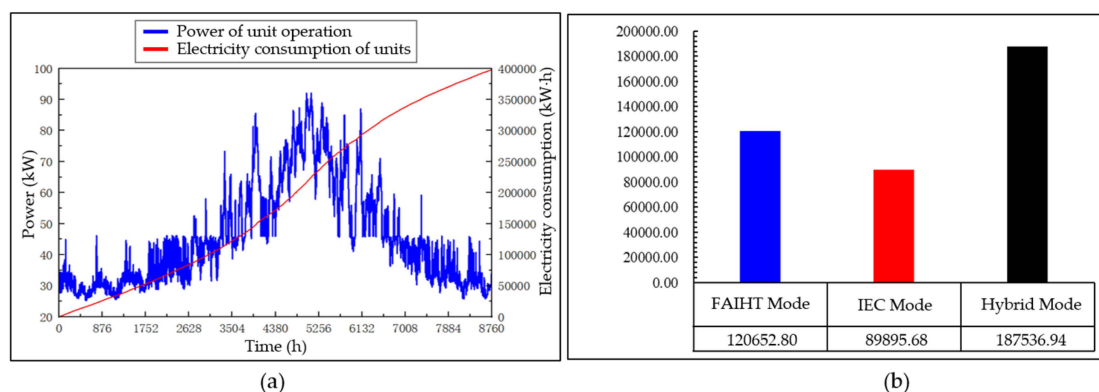 Power of unit operation
Electricity consumption of units
100
90
80
70
60
50
40
30
20
Power (kW)
400000
350000
300000
250000
200000
150000
100000
50000
0
Electricity consumption (kW·h)
0 876 1752 2628 3504 4380 5256 6132 7008 7884 8760
Time (h)
(a)
200000.00
180000.00
160000.00
140000.00
120000.00
100000.00
80000.00
60000.00
40000.00
20000.00
0.00
FAIHT Mode IEC Mode Hybrid Mode
120652.80 89895.68 187536.94
(b)